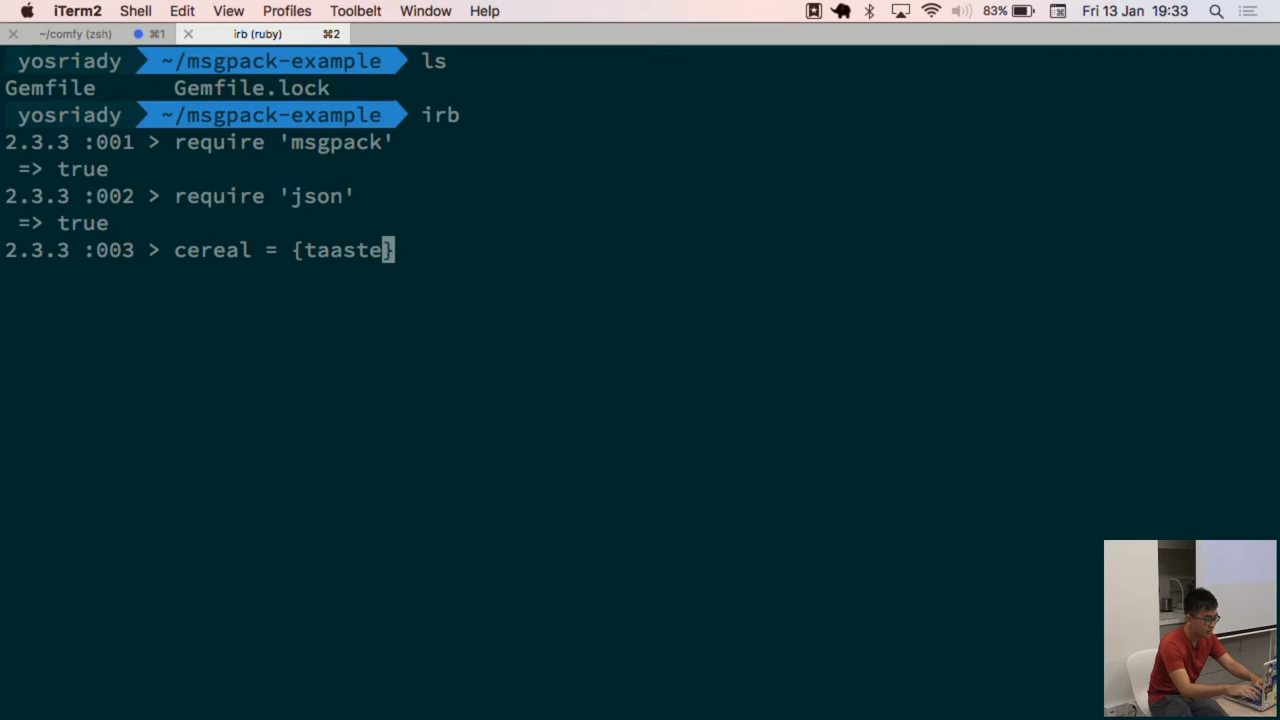 iTerm2 Shell Edit View Profiles Toolbelt Window Help 83% Fri 13 Jan 19:33
~/comfy (zsh) ⌘1 irb (ruby) ⌘2
yosriady ~/msgpack-example ls
Gemfile Gemfile.lock
yosriady ~/msgpack-example irb
2.3.3 :001 > require 'msgpack'
=> true
2.3.3 :002 > require 'json'
=> true
2.3.3 :003 > cereal = {taaste}